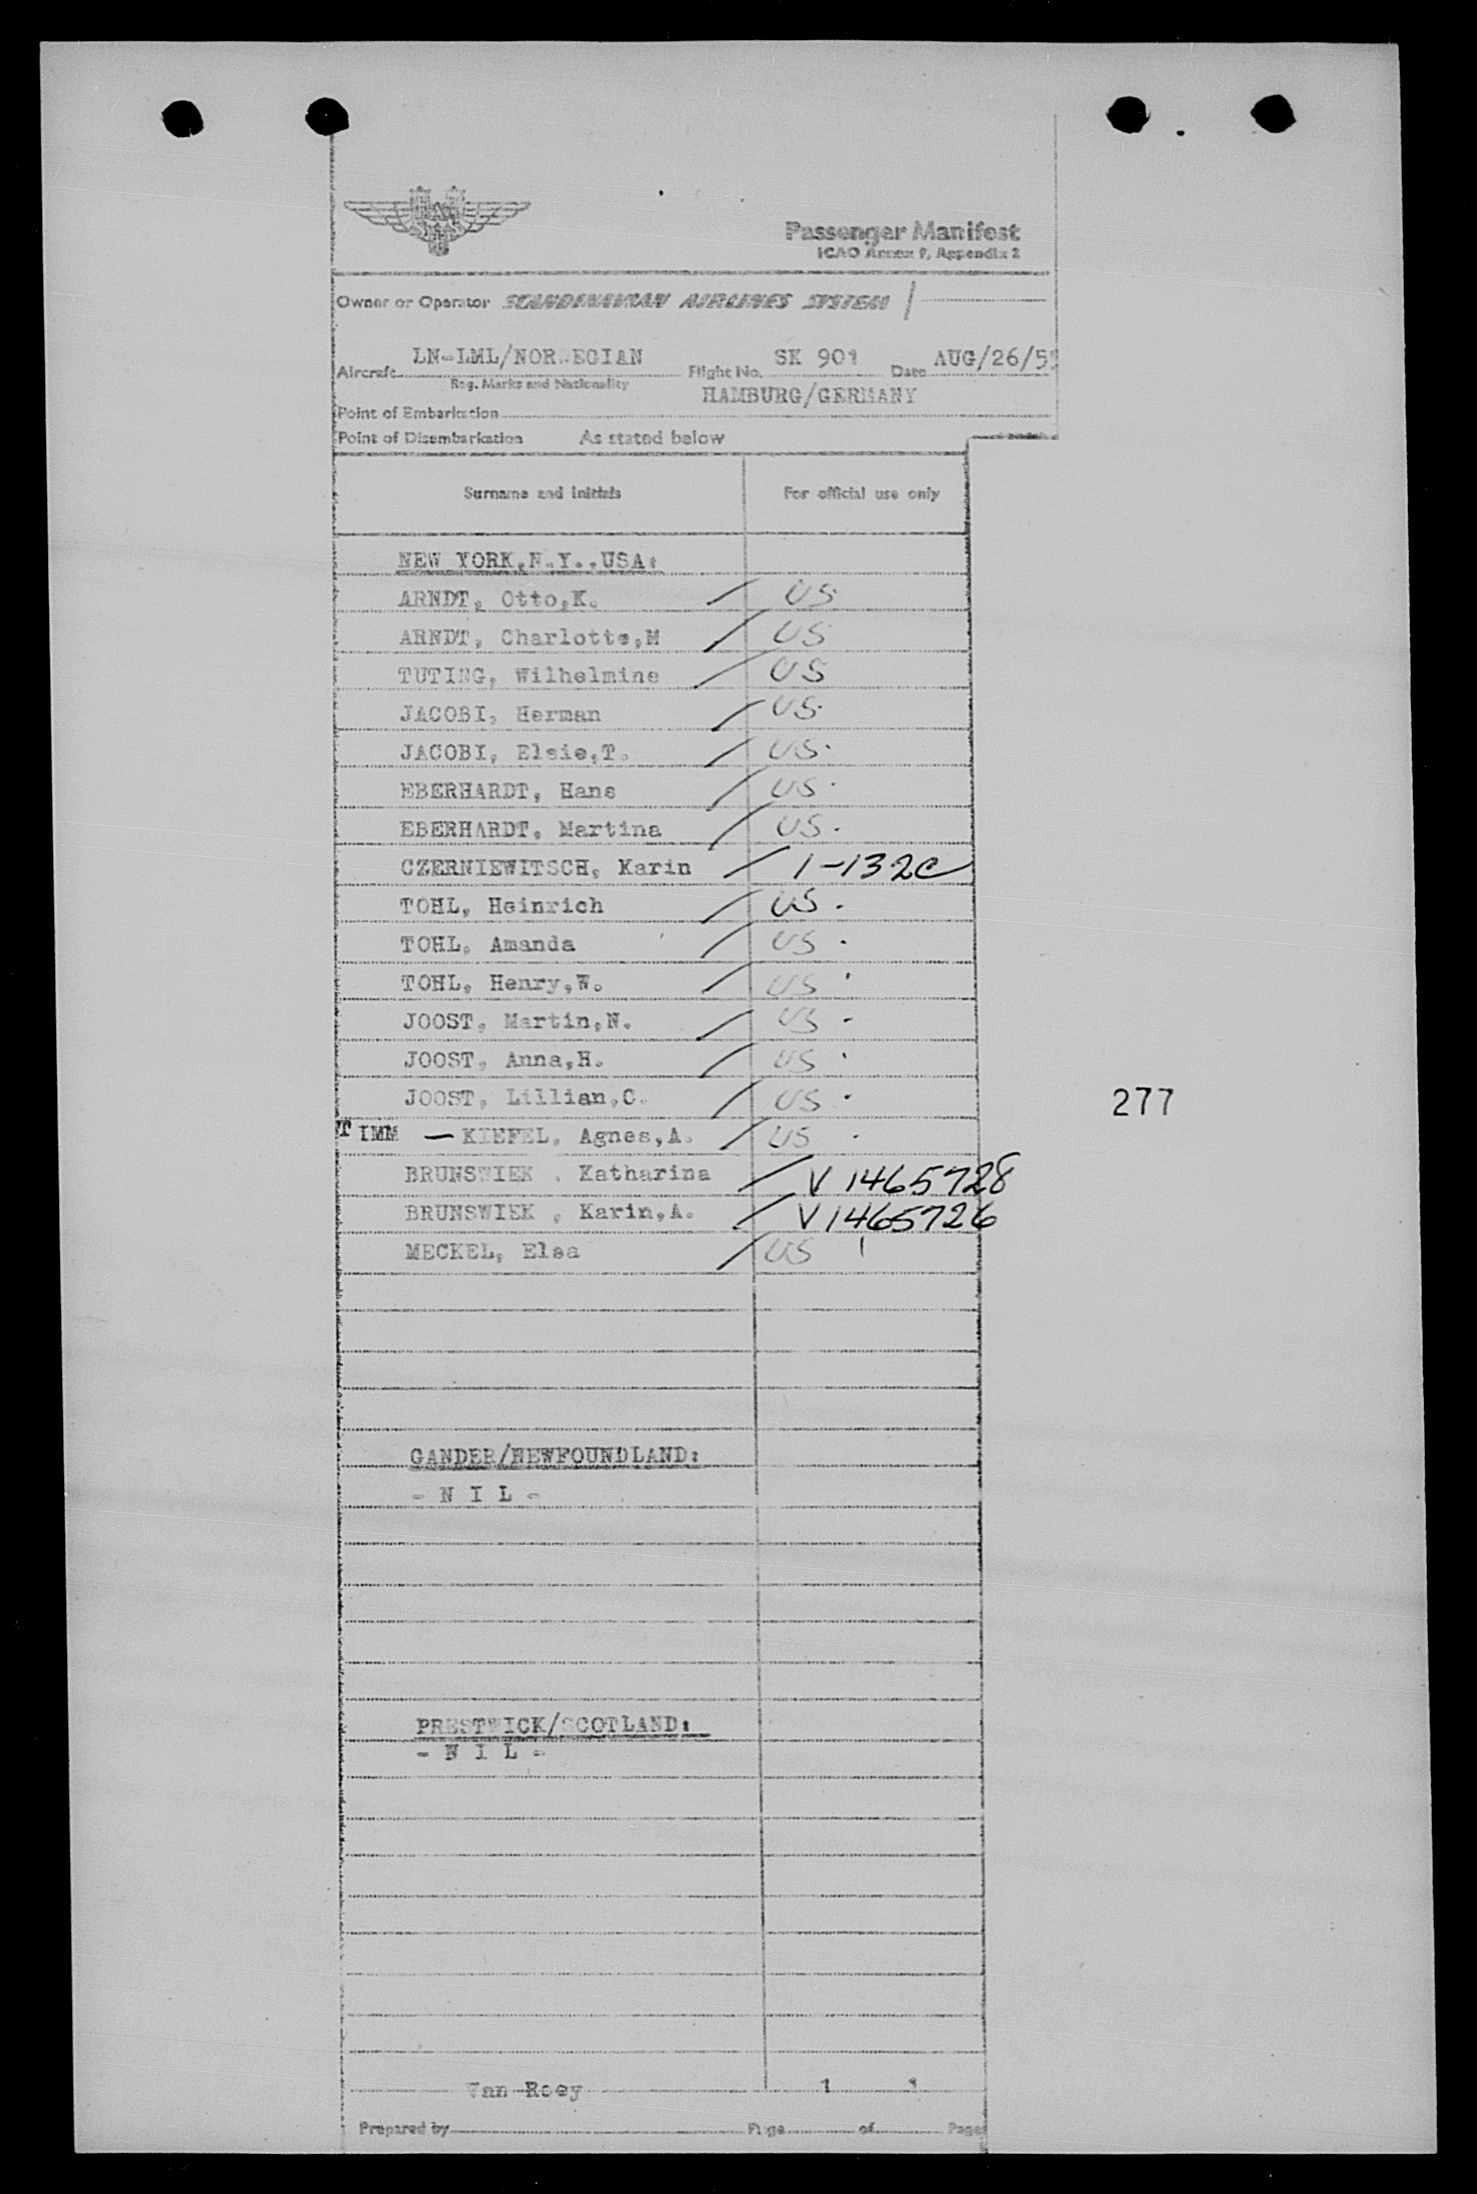 Passenger Manifest
ICAO Annex 9, Appendix 2
Owner or Operator SCANDINAVIAN AIRLINES SYSTEM
LN-LML/NORWEGIAN SK 901 AUG/26/5
Aircraft Flight No. Date
Reg. Marks and Nationality
HAMBURG/GERMANY
Point of Embarkation
Point of Disembarkation As stated below
Surname and initials For official use only
NEW YORK,N.Y.,USA:
ARNDT, Otto,K. / US
ARNDT, Charlotte,M / US
TUTING, Wilhelmine / US
JACOBI, Herman / US.
JACOBI, Elsie,T. / US.
EBERHARDT, Hans / US.
EBERHARDT, Martina / US.
CZERNIEWITSCH, Karin / 1-132C
TOHL, Heinrich / US.
TOHL, Amanda / US.
TOHL, Henry,W. / US
JOOST, Martin,N. / US -
JOOST, Anna,H. / US
JOOST, Lillian,C. / US .
277
TIMM — KIEFEL, Agnes,A. / US .
BRUNSWIEK , Katharina / V 1465728
BRUNSWIEK , Karin,A. / V1465726
MECKEL, Elsa / US
GANDER/NEWFOUNDLAND:
- N I L -
PRESTWICK/SCOTLAND:
- N I L -
Van Roey 1 1
Prepared by Page of Pages